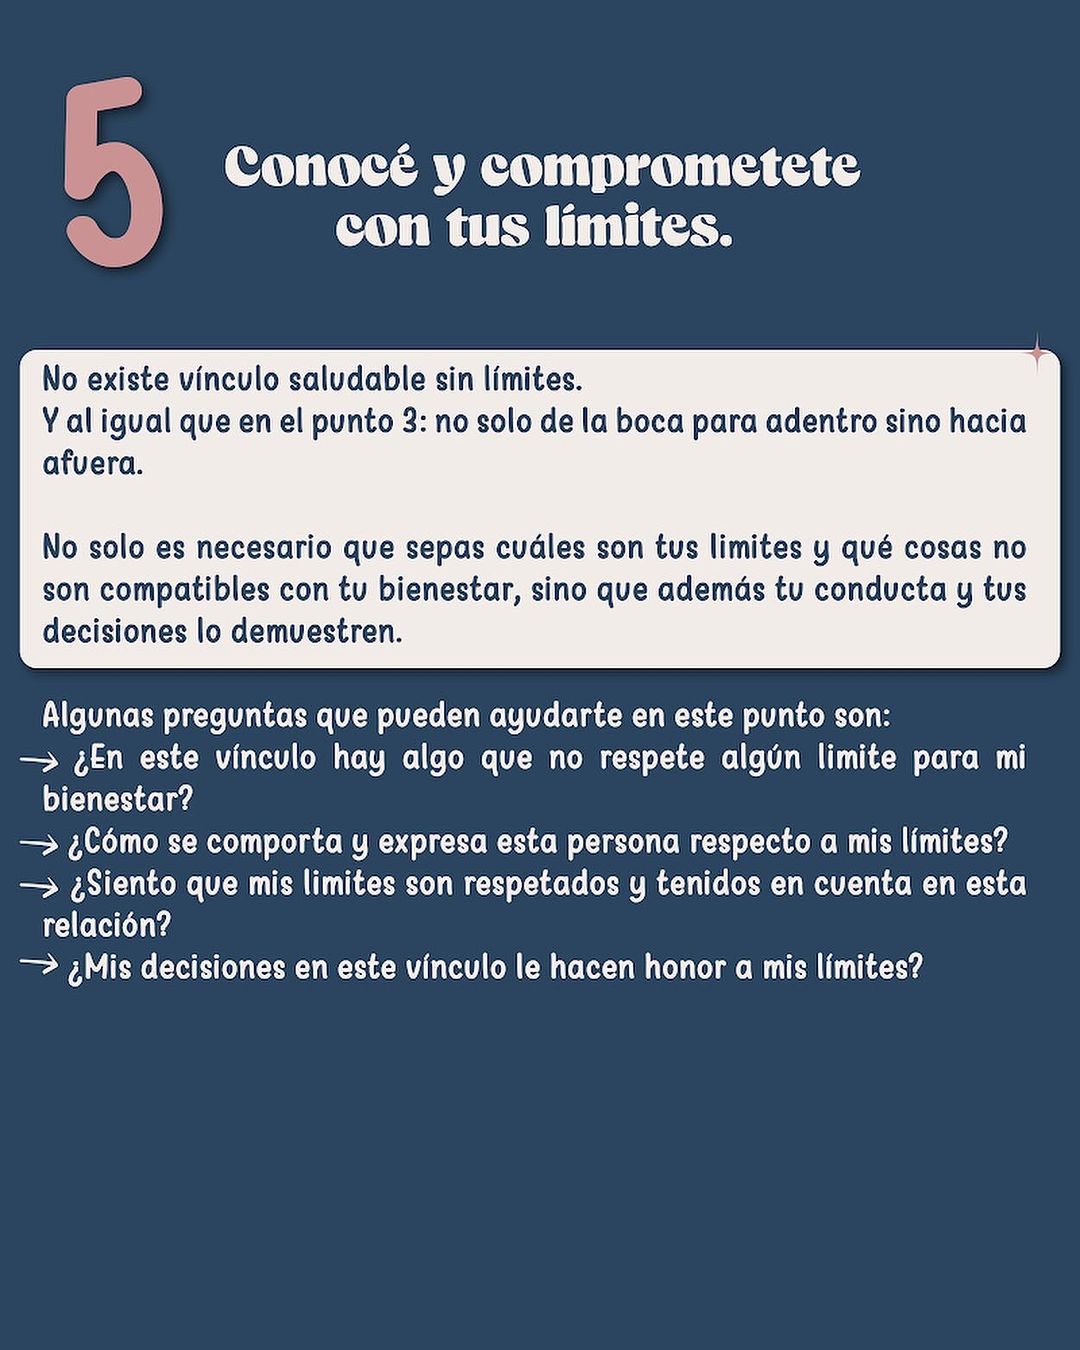 5
Conocé y comprometete
con tus límites.
No existe vínculo saludable sin límites.
Y al igual que en el punto 3: no solo de la boca para adentro sino hacia
afuera.
No solo es necesario que sepas cuáles son tus limites y qué cosas no
son compatibles con tu bienestar, sino que además tu conducta y tus
decisiones lo demuestren.
Algunas preguntas que pueden ayudarte en este punto son:
→ ¿En este vínculo hay algo que no respete algún limite para mi
bienestar?
→ ¿Cómo se comporta y expresa esta persona respecto a mis límites?
→ ¿Siento que mis limites son respetados y tenidos en cuenta en esta
relación?
→ ¿Mis decisiones en este vínculo le hacen honor a mis límites?